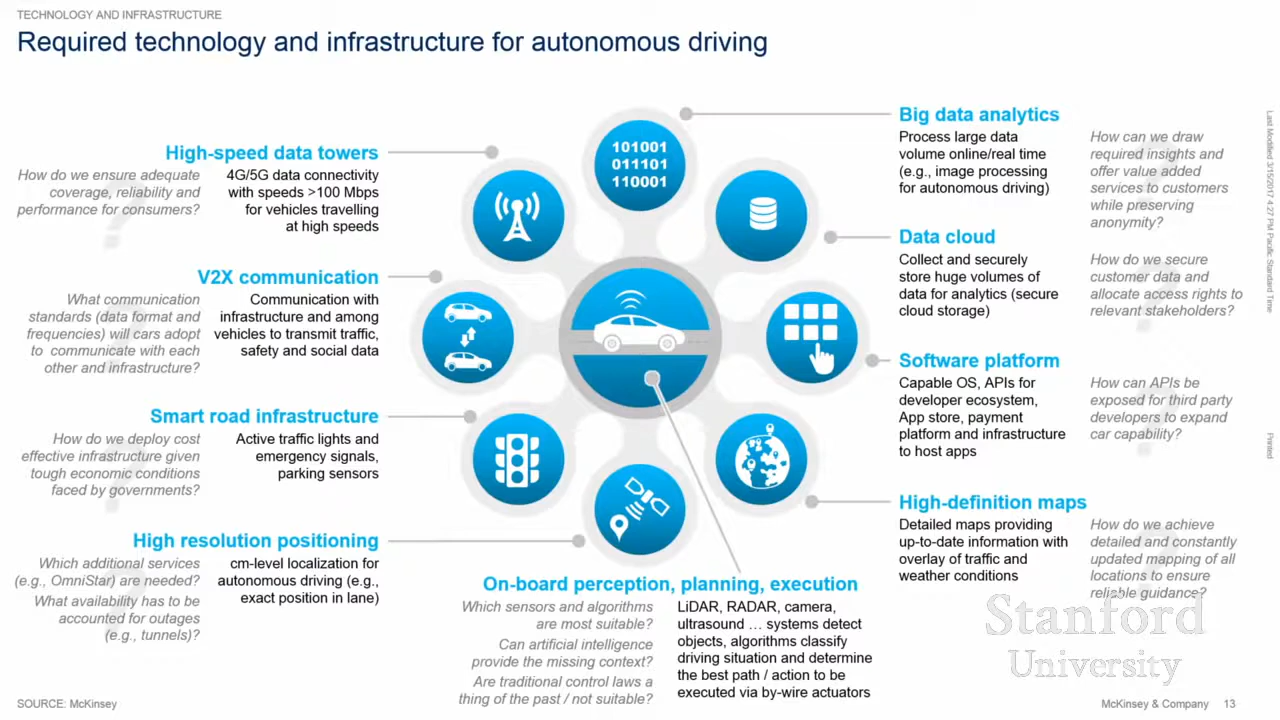 TECHNOLOGY AND INFRASTRUCTURE
Required technology and infrastructure for autonomous driving
High-speed data towers
How do we ensure adequate
coverage, reliability and
performance for consumers?
4G/5G data connectivity
with speeds >100 Mbps
for vehicles travelling
at high speeds
V2X communication
What communication
standards (data format and
frequencies) will cars adopt
to communicate with each
other and infrastructure?
Communication with
infrastructure and among
vehicles to transmit traffic,
safety and social data
Smart road infrastructure
How do we deploy cost
effective infrastructure given
tough economic conditions
faced by governments?
Active traffic lights and
emergency signals,
parking sensors
High resolution positioning
Which additional services
(e.g., OmniStar) are needed?
What availability has to be
accounted for outages
(e.g., tunnels)?
cm-level localization for
autonomous driving (e.g.,
exact position in lane)
101001
011101
110001
On-board perception, planning, execution
Which sensors and algorithms
are most suitable?
Can artificial intelligence
provide the missing context?
Are traditional control laws a
thing of the past / not suitable?
LiDAR, RADAR, camera,
ultrasound … systems detect
objects, algorithms classify
driving situation and determine
the best path / action to be
executed via by-wire actuators
Big data analytics
Process large data
volume online/real time
(e.g., image processing
for autonomous driving)
How can we draw
required insights and
offer value added
services to customers
while preserving
anonymity?
Data cloud
Collect and securely
store huge volumes of
data for analytics (secure
cloud storage)
How do we secure
customer data and
allocate access rights to
relevant stakeholders?
Software platform
Capable OS, APIs for
developer ecosystem,
App store, payment
platform and infrastructure
to host apps
How can APIs be
exposed for third party
developers to expand
car capability?
High-definition maps
Detailed maps providing
up-to-date information with
overlay of traffic and
weather conditions
How do we achieve
detailed and constantly
updated mapping of all
locations to ensure
reliable guidance?
Stanford
University
SOURCE: McKinsey
McKinsey & Company 13
Last Modified 3/15/2017 4:27 PM Pacific Standard Time
Printed